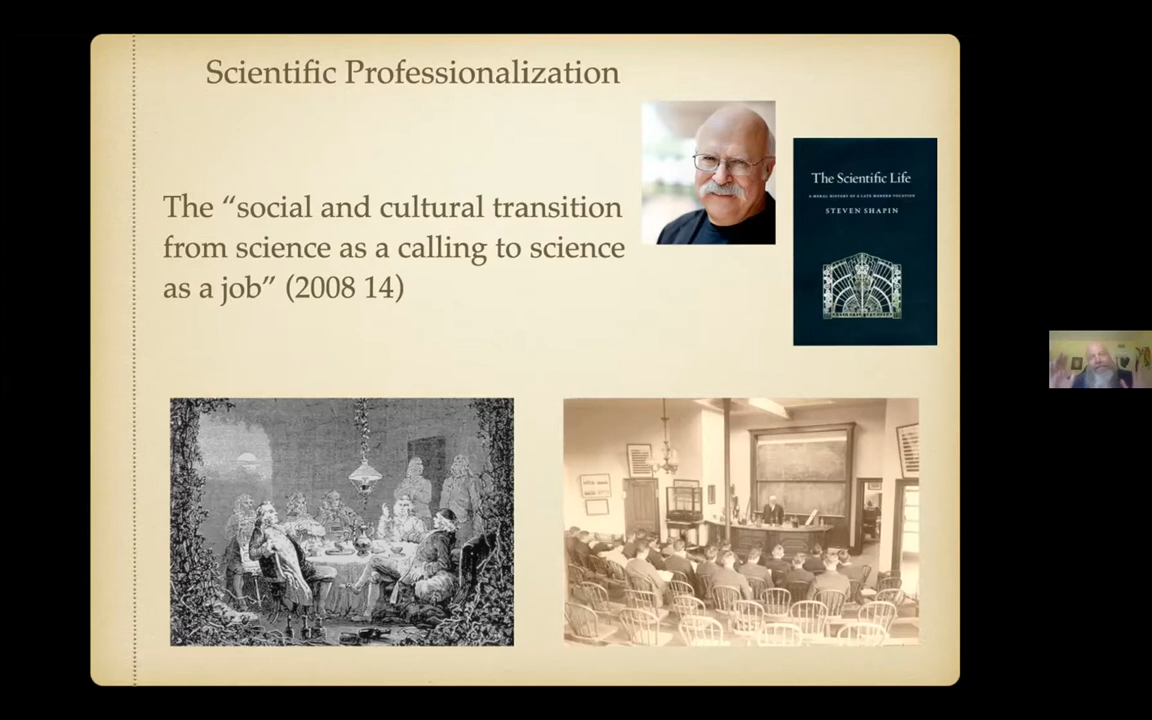 Scientific Professionalization
The “social and cultural transition
from science as a calling to science
as a job” (2008 14)
The Scientific Life
A MORAL HISTORY OF A LATE MODERN VOCATION
STEVEN SHAPIN